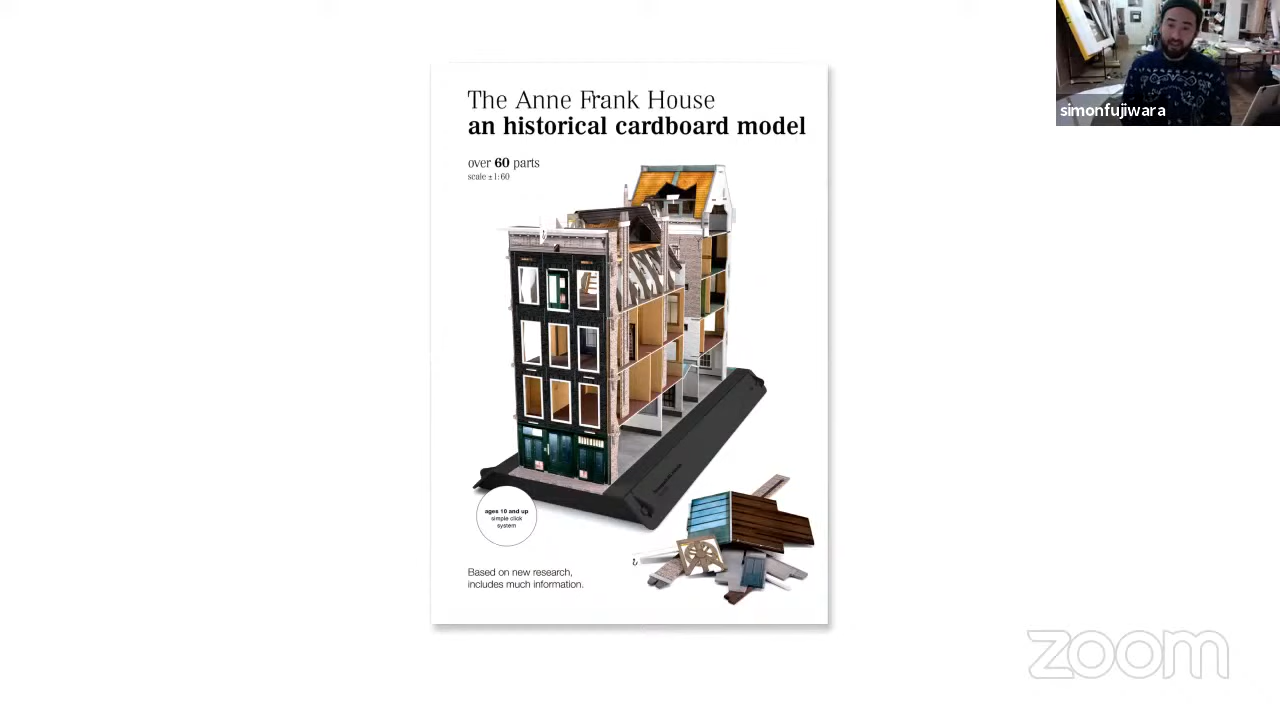 The Anne Frank House
an historical cardboard model
over 60 parts
scale ± 1: 60
ages 10 and up
simple click
system
Based on new research,
includes much information.
simonfujiwara
zoom